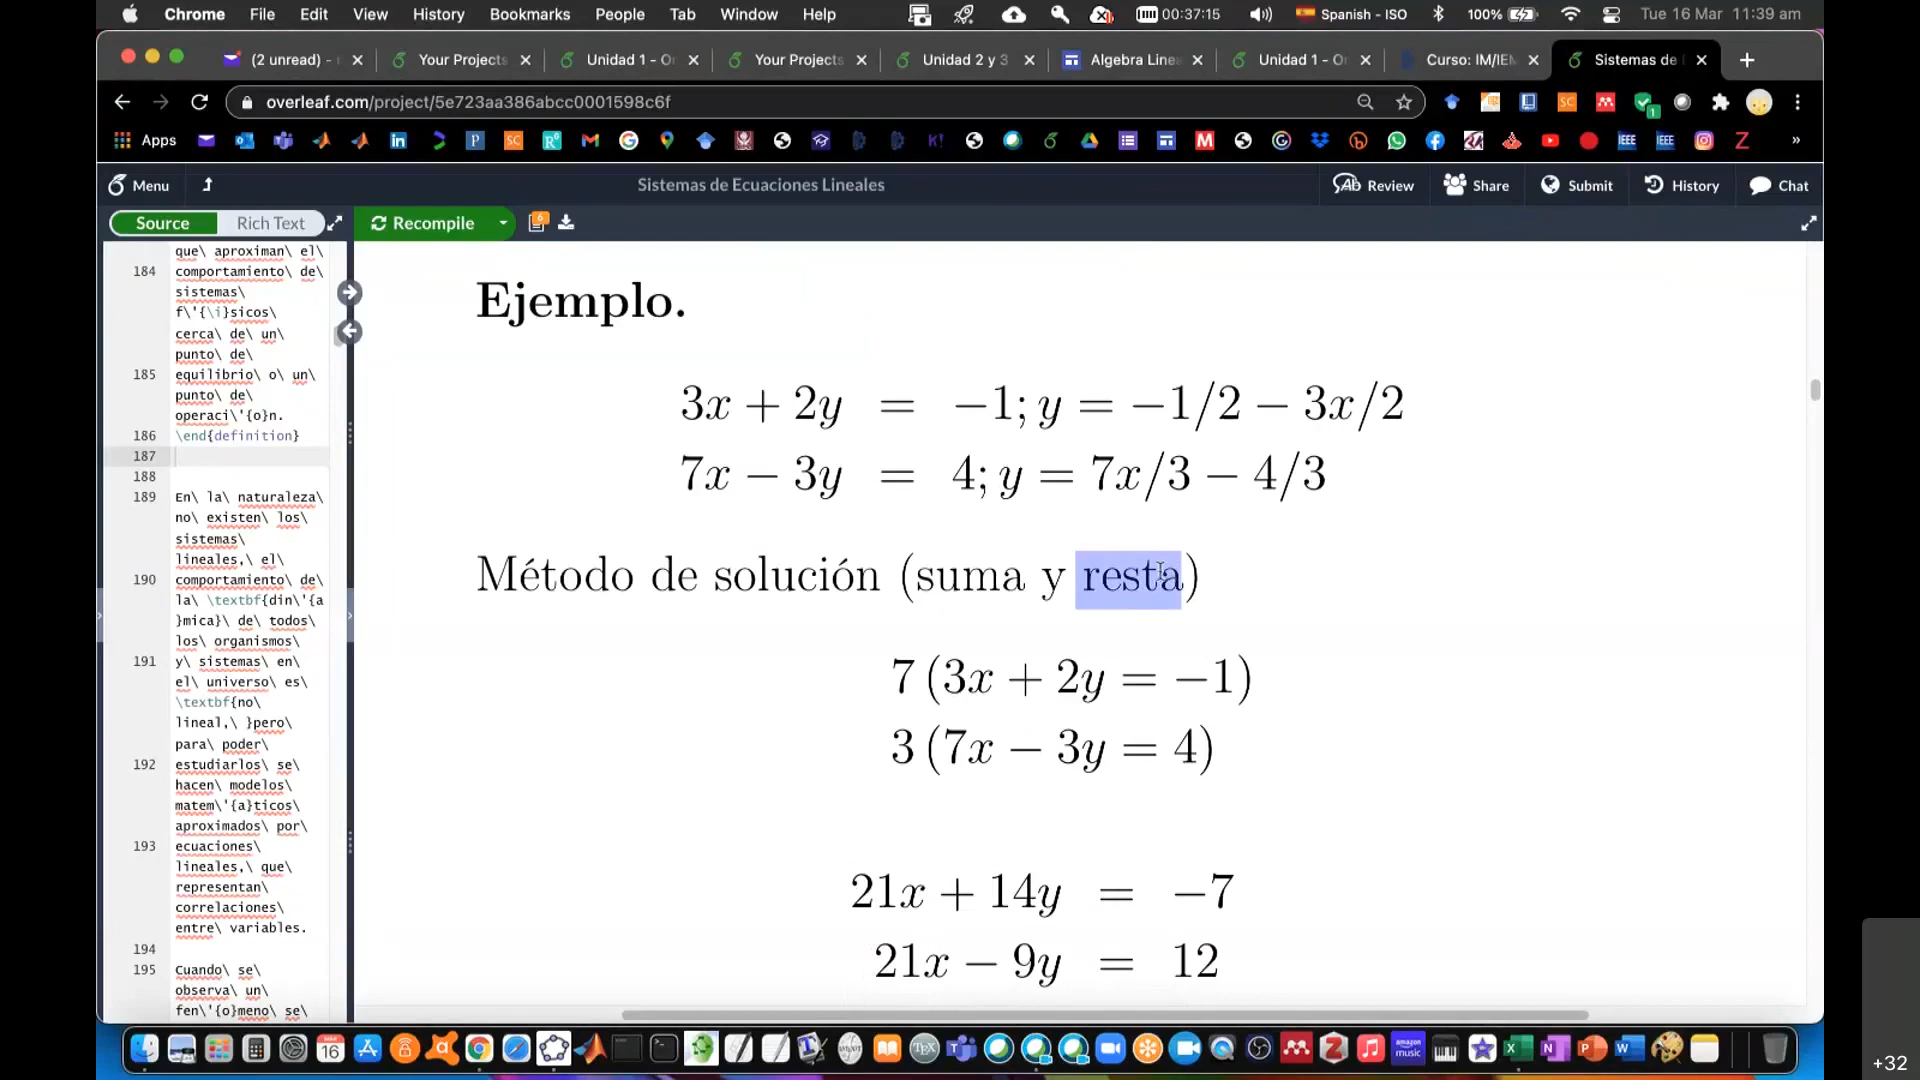 Chrome File Edit View History Bookmarks People Tab Window Help 00:37:15 Spanish - ISO 100% Tue 16 Mar 11:39 am
(2 unread) - Your Projects Unidad 1 - O Your Projects Unidad 2 y 3 Algebra Linea Unidad 1 - O Curso: IM/IEM Sistemas de
overleaf.com/project/5e723aa386abcc0001598c6f
Apps
Menu Sistemas de Ecuaciones Lineales Review Share Submit History Chat
Source Rich Text Recompile 6
que\ aproximan\ el\
184 comportamiento\ de\
sistemas\
f\'{\i}sicos\
cerca\ de\ un\
punto\ de\
185 equilibrio\ o\ un\
punto\ de\
operaci\'{o}n.
186 \end{definition}
187
188
189 En\ la\ naturaleza\
no\ existen\ los\
sistemas\
lineales,\ el\
190 comportamiento\ de\
la\ \textbf{din\'{a
}mica}\ de\ todos\
los\ organismos\
191 y\ sistemas\ en\
el\ universo\ es\
\textbf{no\
lineal,\ }pero\
para\ poder\
192 estudiarlos\ se\
hacen\ modelos\
matem\'{a}ticos\
aproximados\ por\
193 ecuaciones\
lineales,\ que\
representan\
correlaciones\
entre\ variables.
194
195 Cuando\ se\
observa\ un\
fen\'{o}meno\ se\
Ejemplo.
3x + 2y = −1; y = −1/2 − 3x/2
7x − 3y = 4; y = 7x/3 − 4/3
Método de solución (suma y resta)
7 (3x + 2y = −1)
3 (7x − 3y = 4)
21x + 14y = −7
21x − 9y = 12
+32